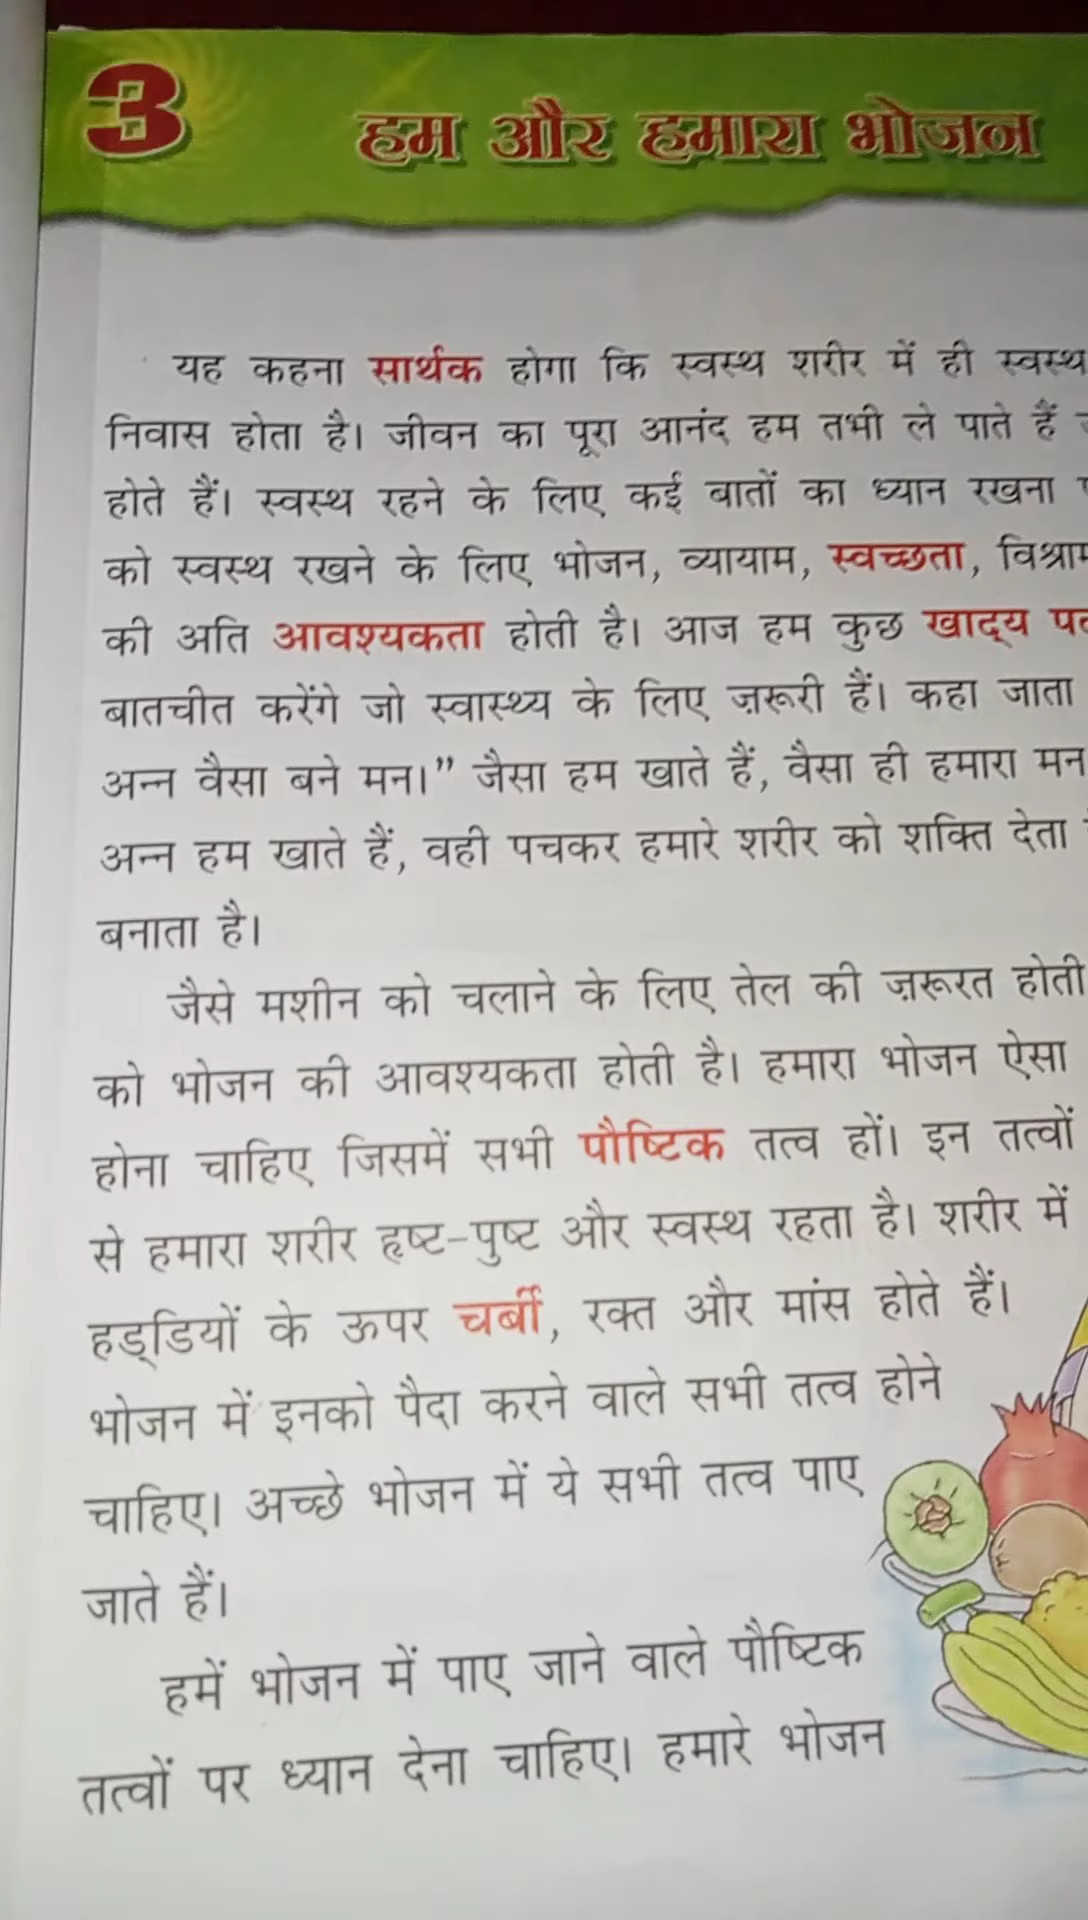 3
हम और हमारा भोजन
यह कहना सार्थक होगा कि स्वस्थ शरीर में ही स्वस्थ
निवास होता है। जीवन का पूरा आनंद हम तभी ले पाते हैं
होते हैं। स्वस्थ रहने के लिए कई बातों का ध्यान रखना
को स्वस्थ रखने के लिए भोजन, व्यायाम, स्वच्छता, विश्राम
की अति आवश्यकता होती है। आज हम कुछ खाद्य
बातचीत करेंगे जो स्वास्थ्य के लिए ज़रूरी हैं। कहा जाता
अन्न वैसा बने मन।” जैसा हम खाते हैं, वैसा ही हमारा मन
अन्न हम खाते हैं, वही पचकर हमारे शरीर को शक्ति देता
बनाता है।
जैसे मशीन को चलाने के लिए तेल की ज़रूरत होती
को भोजन की आवश्यकता होती है। हमारा भोजन ऐसा
होना चाहिए जिसमें सभी पौष्टिक तत्व हों। इन तत्वों
से हमारा शरीर हृष्ट-पुष्ट और स्वस्थ रहता है। शरीर में
हड्डियों के ऊपर चर्बी, रक्त और मांस होते हैं।
भोजन में इनको पैदा करने वाले सभी तत्व होने
चाहिए। अच्छे भोजन में ये सभी तत्व पाए
जाते हैं।
हमें भोजन में पाए जाने वाले पौष्टिक
तत्वों पर ध्यान देना चाहिए। हमारे भोजन